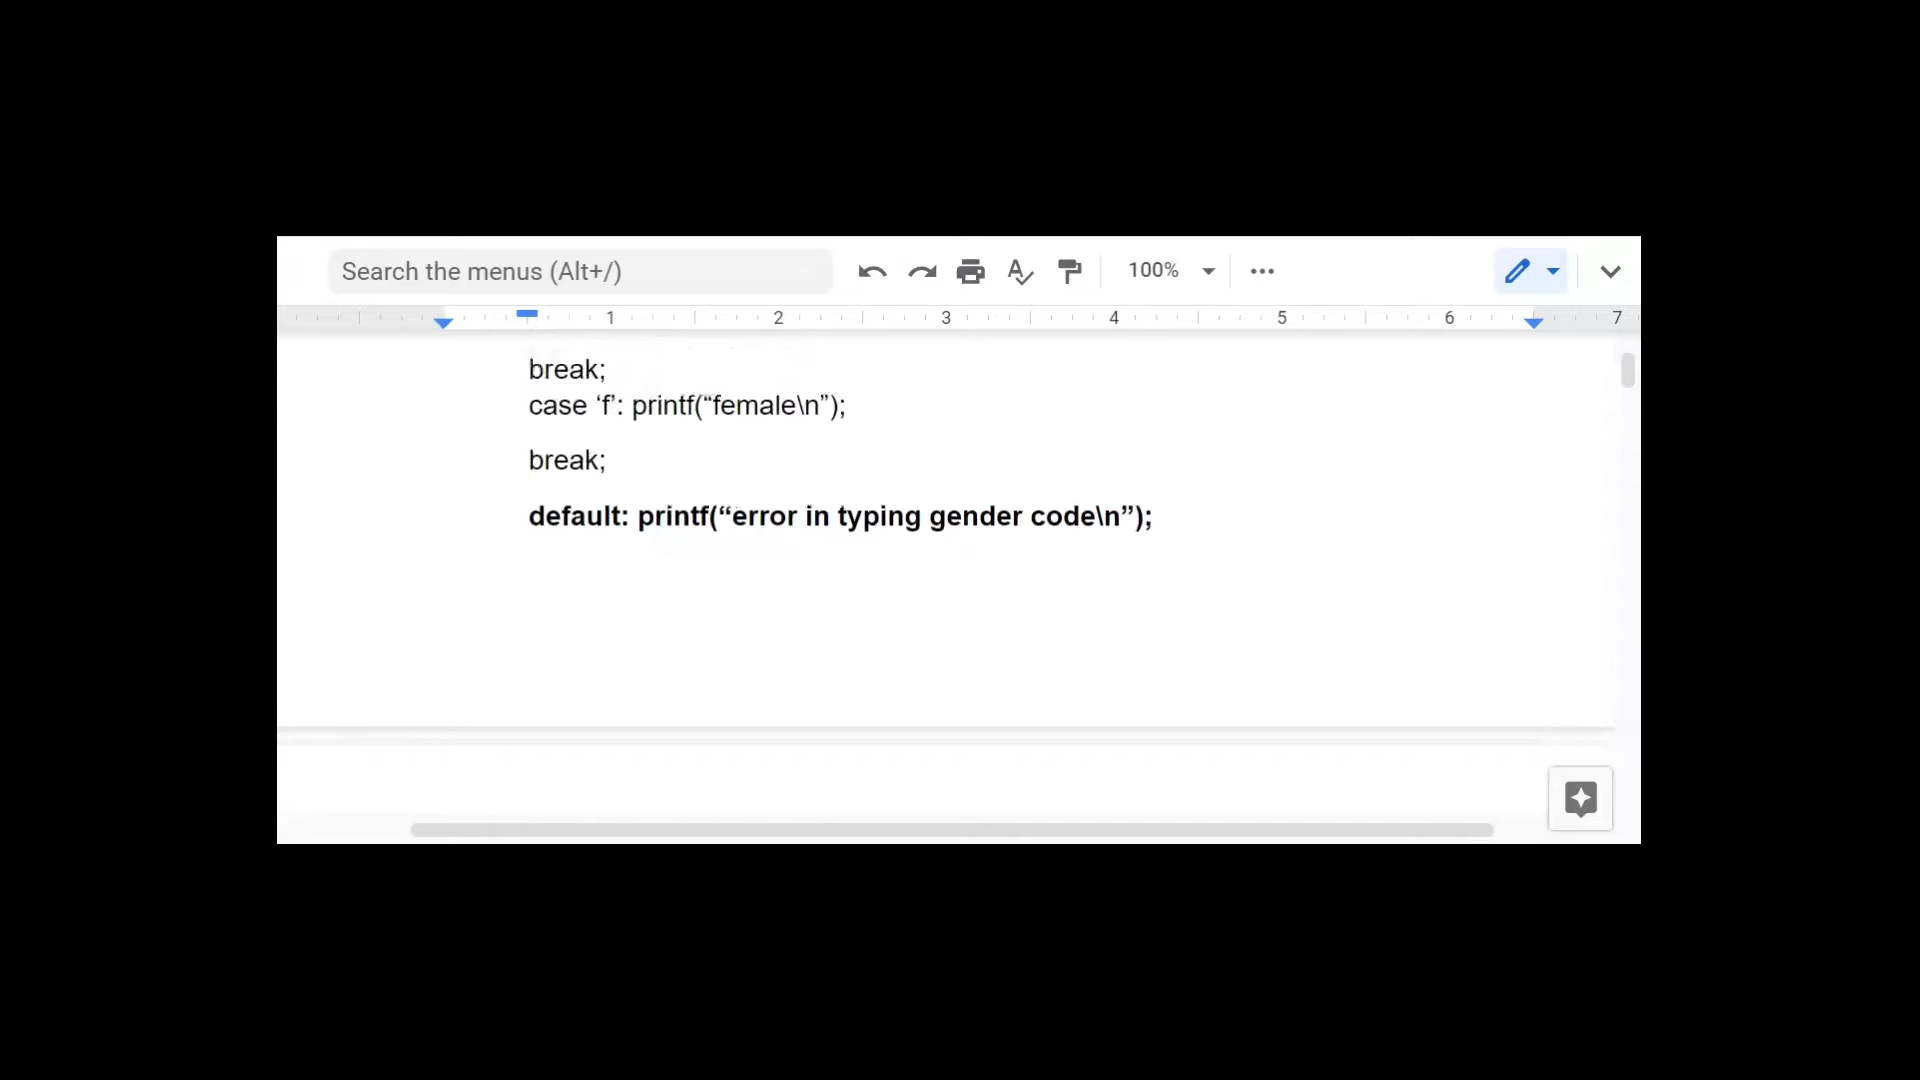 Search the menus (Alt+/)
100%
1 2 3 4 5 6 7
break;
case ‘f’: printf(“female\n”);
break;
default: printf(“error in typing gender code\n”);